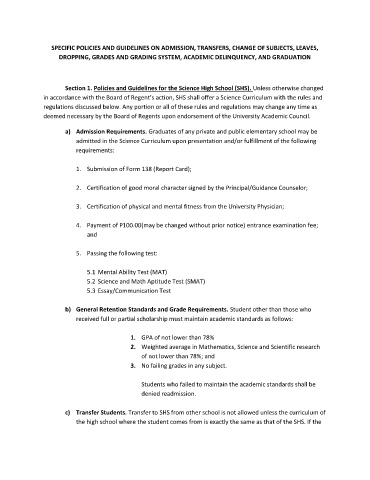 SPECIFIC POLICIES AND GUIDELINES ON ADMISSION, TRANSFERS, CHANGE OF SUBJECTS, LEAVES,
DROPPING, GRADES AND GRADING SYSTEM, ACADEMIC DELINQUENCY, AND GRADUATION
Section 1. Policies and Guidelines for the Science High School (SHS). Unless otherwise changed
in accordance with the Board of Regent's action, SHS shall offer a Science Curriculum with the rules and
regulations discussed below. Any portion or all of these rules and regulations may change any time as
deemed necessary by the Board of Regents upon endorsement of the University Academic Council.
a) Admission Requirements. Graduates of any private and public elementary school may be
admitted in the Science Curriculum upon presentation and/or fulfillment of the following
requirements:
1. Submission of Form 138 (Report Card);
2. Certification of good moral character signed by the Principal/Guidance Counselor;
3. Certification of physical and mental fitness from the University Physician;
4. Payment of P100.00(may be changed without prior notice) entrance examination fee;
and
5. Passing the following test:
5.1 Mental Ability Test (MAT)
5.2 Science and Math Aptitude Test (SMAT)
5.3 Essay/Communication Test
b) General Retention Standards and Grade Requirements. Student other than those who
received full or partial scholarship must maintain academic standards as follows:
1. GPA of not lower than 78%
2. Weighted average in Mathematics, Science and Scientific research
of not lower than 78%; and
3. No failing grades in any subject.
Students who failed to maintain the academic standards shall be
denied readmission.
c) Transfer Students. Transfer to SHS from other school is not allowed unless the curriculum of
the high school where the student comes from is exactly the same as that of the SHS. If the